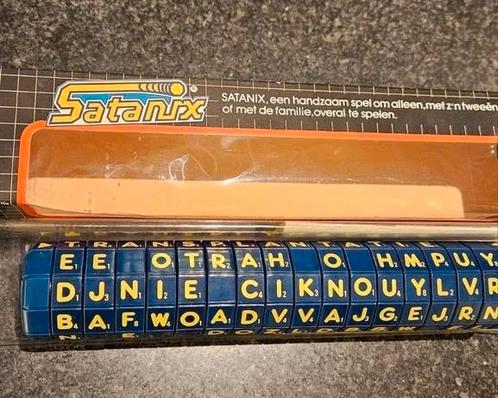 Satanix®
SATANIX, een handzaam spel om alleen, met z'n tweeën
of met de familie, overal te spelen.
TRANSPLANTATIE
E E O T R A H O H M P U Y
D J N I E C I K N O U Y L V R
B A F W O A D V V A J G E J R N